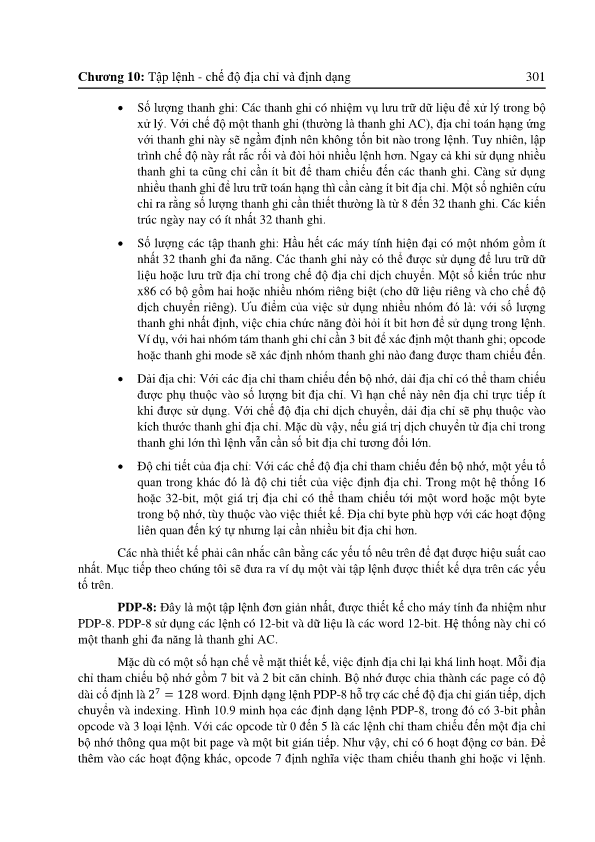 Chương 10: Tập lệnh - chế độ địa chỉ và định dạng 301
• Số lượng thanh ghi: Các thanh ghi có nhiệm vụ lưu trữ dữ liệu để xử lý trong bộ
xử lý. Với chế độ một thanh ghi (thường là thanh ghi AC), địa chỉ toán hạng ứng
với thanh ghi này sẽ ngầm định nên không tốn bit nào trong lệnh. Tuy nhiên, lập
trình chế độ này rất rắc rối và đòi hỏi nhiều lệnh hơn. Ngay cả khi sử dụng nhiều
thanh ghi ta cũng chỉ cần ít bit để tham chiếu đến các thanh ghi. Càng sử dụng
nhiều thanh ghi để lưu trữ toán hạng thì cần càng ít bit địa chỉ. Một số nghiên cứu
chỉ ra rằng số lượng thanh ghi cần thiết thường là từ 8 đến 32 thanh ghi. Các kiến
trúc ngày nay có ít nhất 32 thanh ghi.
• Số lượng các tập thanh ghi: Hầu hết các máy tính hiện đại có một nhóm gồm ít
nhất 32 thanh ghi đa năng. Các thanh ghi này có thể được sử dụng để lưu trữ dữ
liệu hoặc lưu trữ địa chỉ trong chế độ địa chỉ dịch chuyển. Một số kiến trúc như
x86 có bộ gồm hai hoặc nhiều nhóm riêng biệt (cho dữ liệu riêng và cho chế độ
dịch chuyển riêng). Ưu điểm của việc sử dụng nhiều nhóm đó là: với số lượng
thanh ghi nhất định, việc chia chức năng đòi hỏi ít bit hơn để sử dụng trong lệnh.
Ví dụ, với hai nhóm tám thanh ghi chỉ cần 3 bit để xác định một thanh ghi; opcode
hoặc thanh ghi mode sẽ xác định nhóm thanh ghi nào đang được tham chiếu đến.
• Dải địa chỉ: Với các địa chỉ tham chiếu đến bộ nhớ, dải địa chỉ có thể tham chiếu
được phụ thuộc vào số lượng bit địa chỉ. Vì hạn chế này nên địa chỉ trực tiếp ít
khi được sử dụng. Với chế độ địa chỉ dịch chuyển, dải địa chỉ sẽ phụ thuộc vào
kích thước thanh ghi địa chỉ. Mặc dù vậy, nếu giá trị dịch chuyển từ địa chỉ trong
thanh ghi lớn thì lệnh vẫn cần số bit địa chỉ tương đối lớn.
• Độ chi tiết của địa chỉ: Với các chế độ địa chỉ tham chiếu đến bộ nhớ, một yếu tố
quan trong khác đó là độ chi tiết của việc định địa chỉ. Trong một hệ thống 16
hoặc 32-bit, một giá trị địa chỉ có thể tham chiếu tới một word hoặc một byte
trong bộ nhớ, tùy thuộc vào việc thiết kế. Địa chỉ byte phù hợp với các hoạt động
liên quan đến ký tự nhưng lại cần nhiều bit địa chỉ hơn.
Các nhà thiết kế phải cân nhắc cân bằng các yếu tố nêu trên để đạt được hiệu suất cao
nhất. Mục tiếp theo chúng tôi sẽ đưa ra ví dụ một vài tập lệnh được thiết kế dựa trên các yếu
tố trên.
PDP-8: Đây là một tập lệnh đơn giản nhất, được thiết kế cho máy tính đa nhiệm như
PDP-8. PDP-8 sử dụng các lệnh có 12-bit và dữ liệu là các word 12-bit. Hệ thống này chỉ có
một thanh ghi đa năng là thanh ghi AC.
Mặc dù có một số hạn chế về mặt thiết kế, việc định địa chỉ lại khá linh hoạt. Mỗi địa
chỉ tham chiếu bộ nhớ gồm 7 bit và 2 bit căn chỉnh. Bộ nhớ được chia thành các page có độ
dài cố định là 2⁷ = 128 word. Định dạng lệnh PDP-8 hỗ trợ các chế độ địa chỉ gián tiếp, dịch
chuyển và indexing. Hình 10.9 minh họa các định dạng lệnh PDP-8, trong đó có 3-bit phần
opcode và 3 loại lệnh. Với các opcode từ 0 đến 5 là các lệnh chỉ tham chiếu đến một địa chỉ
bộ nhớ thông qua một bit page và một bit gián tiếp. Như vậy, chỉ có 6 hoạt động cơ bản. Để
thêm vào các hoạt động khác, opcode 7 định nghĩa việc tham chiếu thanh ghi hoặc vi lệnh.